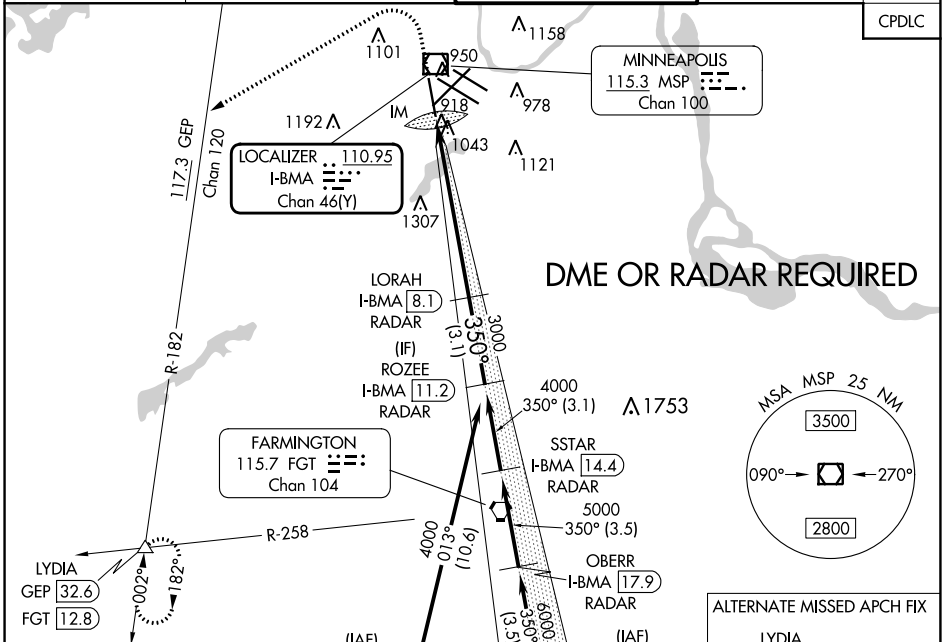 CPDLC
1158
1101
950
MINNEAPOLIS
115.3 MSP
Chan 100
978
918
IM
1192
1043
1121
117.3 GEP
Chan 120
LOCALIZER 110.95
I-BMA
Chan 46(Y)
1307
DME OR RADAR REQUIRED
LORAH
I-BMA 8.1
RADAR
350°
(3.1)
3000
R-182
(IF)
ROZEE
I-BMA 11.2
RADAR
4000
350° (3.1)
1753
MSA MSP 25 NM
3500
090°
270°
2800
FARMINGTON
115.7 FGT
Chan 104
SSTAR
I-BMA 14.4
RADAR
5000
350° (3.5)
R-258
4000
013°
(10.6)
OBERR
I-BMA 17.9
RADAR
LYDIA
GEP 32.6
FGT 12.8
002°
182°
6000
350°
(3.5)
ALTERNATE MISSED APCH FIX
LYDIA
(IAF)
(IAF)